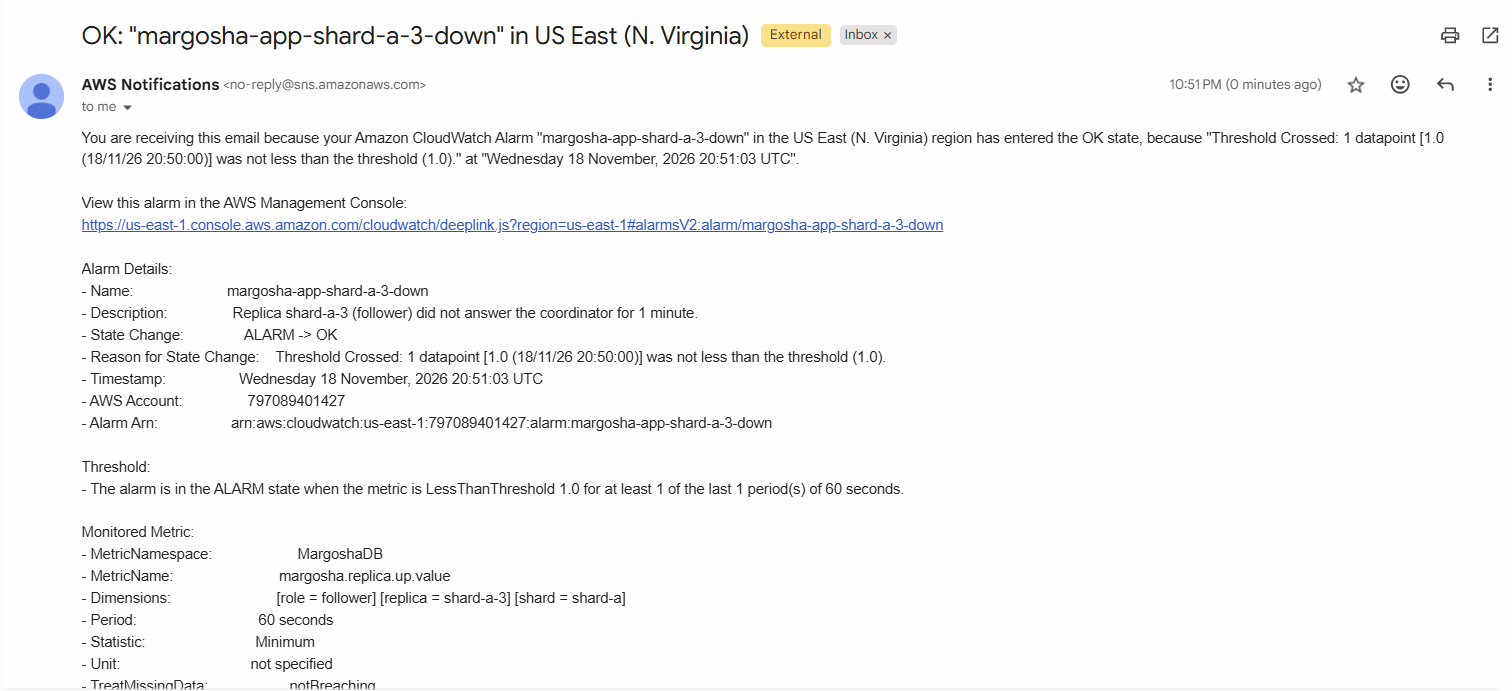 OK: "margosha-app-shard-a-3-down" in US East (N. Virginia) External Inbox ×
AWS Notifications <no-reply@sns.amazonaws.com> 10:51 PM (0 minutes ago)
to me
You are receiving this email because your Amazon CloudWatch Alarm "margosha-app-shard-a-3-down" in the US East (N. Virginia) region has entered the OK state, because "Threshold Crossed: 1 datapoint [1.0
(18/11/26 20:50:00)] was not less than the threshold (1.0)." at "Wednesday 18 November, 2026 20:51:03 UTC".
View this alarm in the AWS Management Console:
https://us-east-1.console.aws.amazon.com/cloudwatch/deeplink.js?region=us-east-1#alarmsV2:alarm/margosha-app-shard-a-3-down
Alarm Details:
- Name: margosha-app-shard-a-3-down
- Description: Replica shard-a-3 (follower) did not answer the coordinator for 1 minute.
- State Change: ALARM -> OK
- Reason for State Change: Threshold Crossed: 1 datapoint [1.0 (18/11/26 20:50:00)] was not less than the threshold (1.0).
- Timestamp: Wednesday 18 November, 2026 20:51:03 UTC
- AWS Account: 797089401427
- Alarm Arn: arn:aws:cloudwatch:us-east-1:797089401427:alarm:margosha-app-shard-a-3-down
Threshold:
- The alarm is in the ALARM state when the metric is LessThanThreshold 1.0 for at least 1 of the last 1 period(s) of 60 seconds.
Monitored Metric:
- MetricNamespace: MargoshaDB
- MetricName: margosha.replica.up.value
- Dimensions: [role = follower] [replica = shard-a-3] [shard = shard-a]
- Period: 60 seconds
- Statistic: Minimum
- Unit: not specified
- TreatMissingData: notBreaching